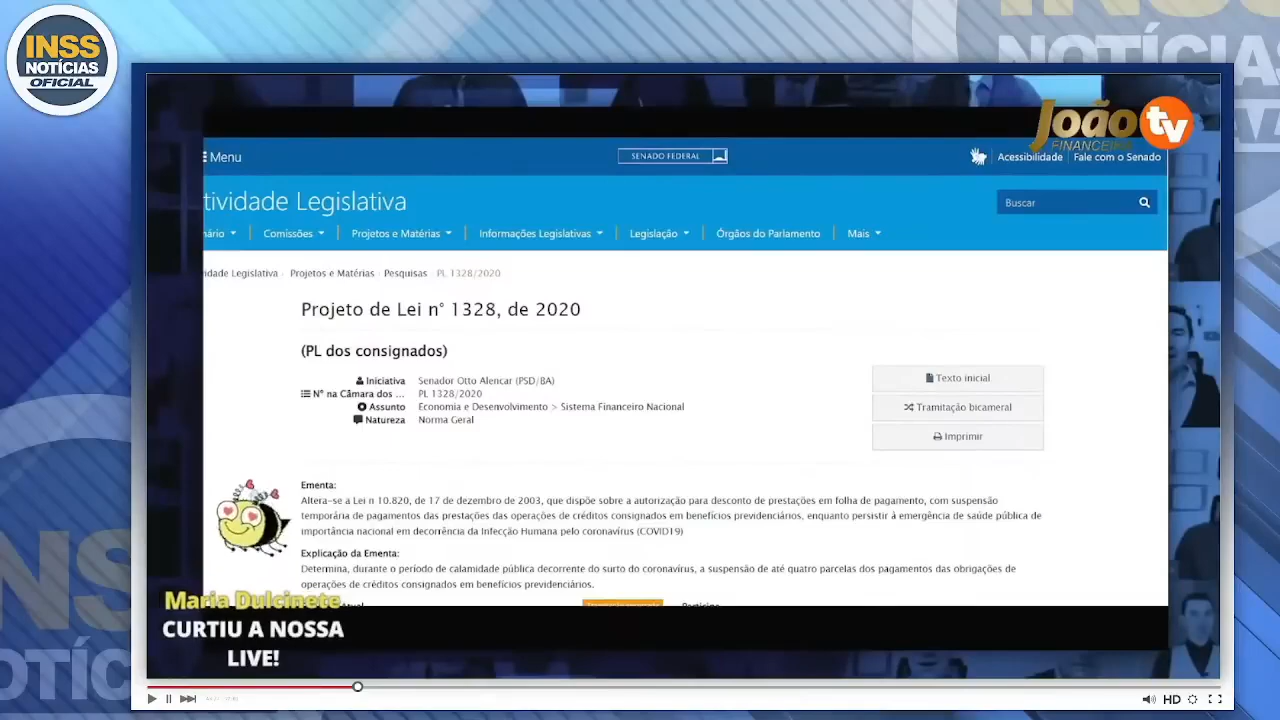 INSS
NOTÍCIAS
OFICIAL
NOTÍCIAS
João tv
FINANCEIRA
Menu
SENADO FEDERAL
Acessibilidade Fale com o Senado
tividade Legislativa
Buscar
nário Comissões Projetos e Matérias Informações Legislativas Legislação Órgãos do Parlamento Mais
vidade Legislativa Projetos e Matérias Pesquisas PL 1328/2020
Projeto de Lei n° 1328, de 2020
(PL dos consignados)
Iniciativa Senador Otto Alencar (PSD/BA)
N° na Câmara dos ... PL 1328/2020
Assunto Economia e Desenvolvimento > Sistema Financeiro Nacional
Natureza Norma Geral
Texto inicial
Tramitação bicameral
Imprimir
Ementa:
Altera-se a Lei n 10.820, de 17 de dezembro de 2003, que dispõe sobre a autorização para desconto de prestações em folha de pagamento, com suspensão
temporária de pagamentos das prestações das operações de créditos consignados em benefícios previdenciários, enquanto persistir à emergência de saúde pública de
importância nacional em decorrência da Infecção Humana pelo coronavírus (COVID19)
Explicação da Ementa:
Determina, durante o período de calamidade pública decorrente do surto do coronavírus, a suspensão de até quatro parcelas dos pagamentos das obrigações de
operações de créditos consignados em benefícios previdenciários.
Participe
Maria Dulcinete
CURTIU A NOSSA
LIVE!
NS
NOTÍC
HD